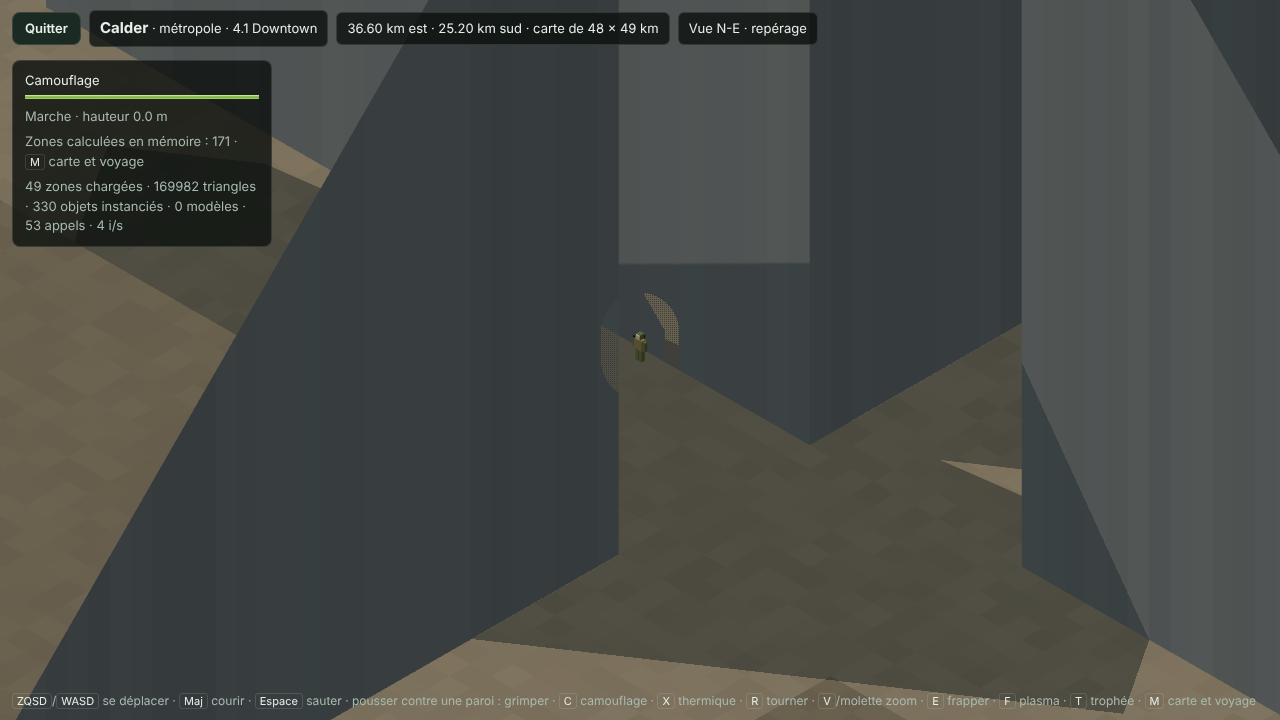 Quitter
Calder · métropole · 4.1 Downtown
36.60 km est · 25.20 km sud · carte de 48 × 49 km
Vue N-E · repérage
Camouflage
Marche · hauteur 0.0 m
Zones calculées en mémoire : 171 ·
M carte et voyage
49 zones chargées · 169982 triangles
· 330 objets instanciés · 0 modèles ·
53 appels · 4 i/s
ZQSD / WASD se déplacer · Maj courir · Espace sauter · pousser contre une paroi : grimper · C camouflage · X thermique · R tourner · V /molette zoom · E frapper · F plasma · T trophée · M carte et voyage